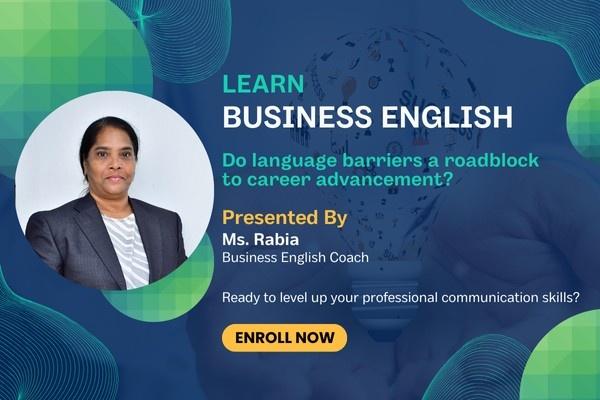 LEARN
BUSINESS ENGLISH
Do language barriers a roadblock
to career advancement?
Presented By
Ms. Rabia
Business English Coach
Ready to level up your professional communication skills?
ENROLL NOW